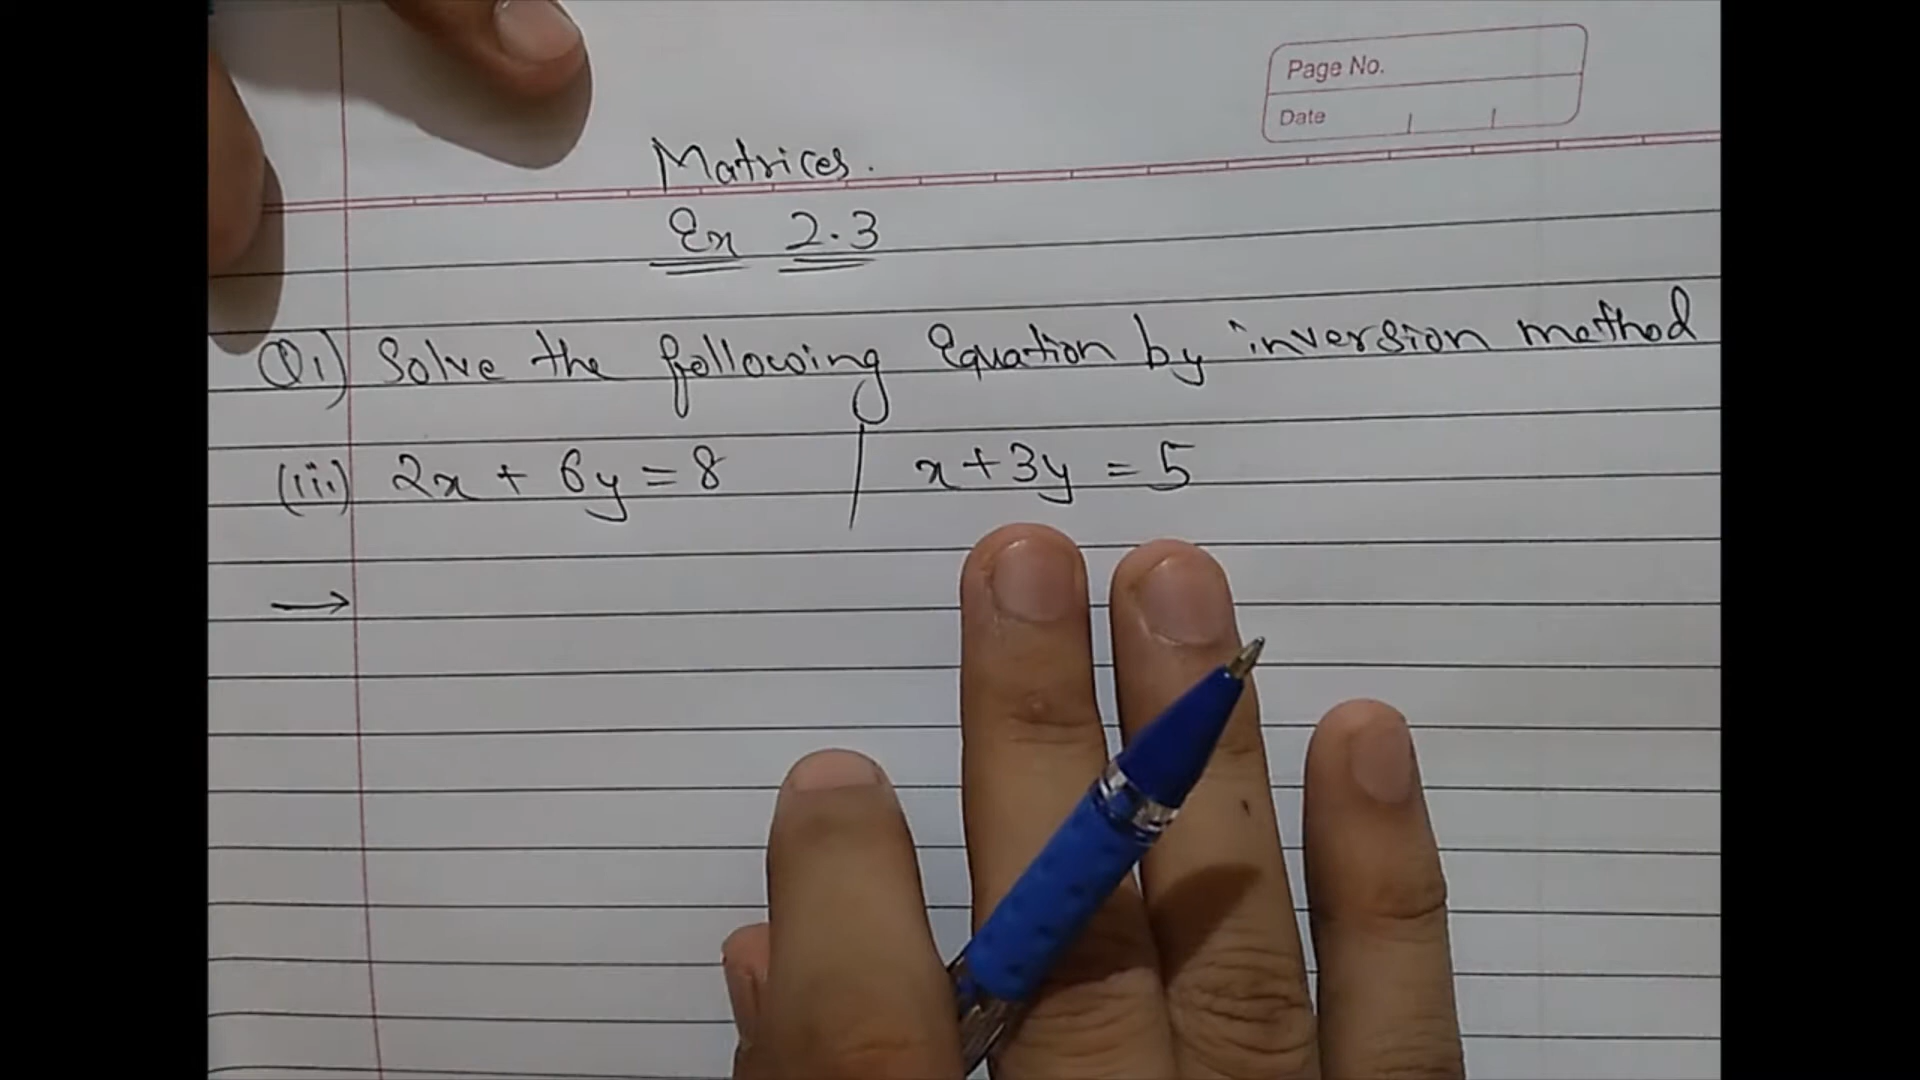 Page No.
Date
Matrices.
Ex 2.3
Q1) Solve the following Equation by inversion method
(iii) 2x + 6y = 8 | x + 3y = 5
→